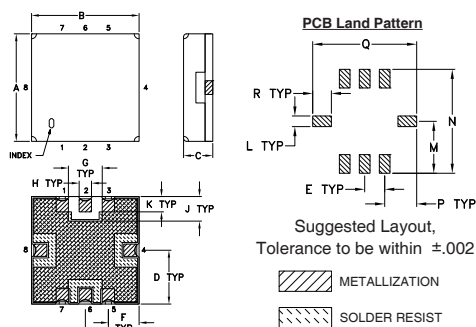 B
7 6 5
A
8
4
C
INDEX
1 2 3
G
TYP
H TYP
1 2 3
K TYP
J TYP
8
4
D TYP
7 6 5
F
TYP
PCB Land Pattern
Q
R TYP
L TYP
N
M
E TYP
P TYP
Suggested Layout,
Tolerance to be within ±.002
METALLIZATION
SOLDER RESIST